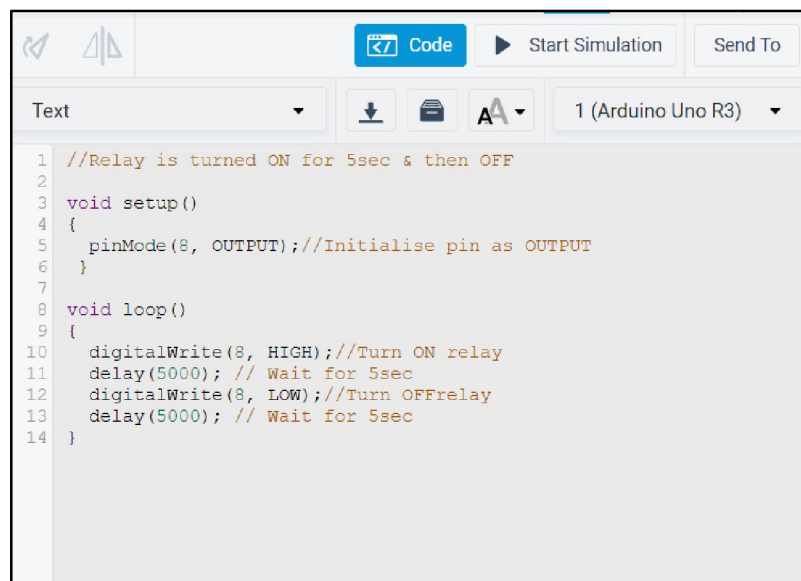 Code
Start Simulation
Send To
Text
AA
1 (Arduino Uno R3)
1 //Relay is turned ON for 5sec & then OFF
2
3 void setup()
4 {
5   pinMode(8, OUTPUT);//Initialise pin as OUTPUT
6  }
7
8 void loop()
9 {
10   digitalWrite(8, HIGH);//Turn ON relay
11   delay(5000); // Wait for 5sec
12   digitalWrite(8, LOW);//Turn OFFrelay
13   delay(5000); // Wait for 5sec
14 }